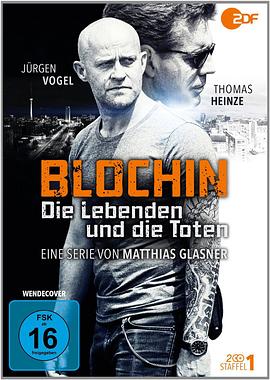 ZDF
JÜRGEN
VOGEL
THOMAS
HEINZE
BLOCHIN
Die Lebenden
und die Toten
EINE SERIE VON MATTHIAS GLASNER
WENDECOVER
FSK
ab
16
freigegeben
2
STAFFEL 1